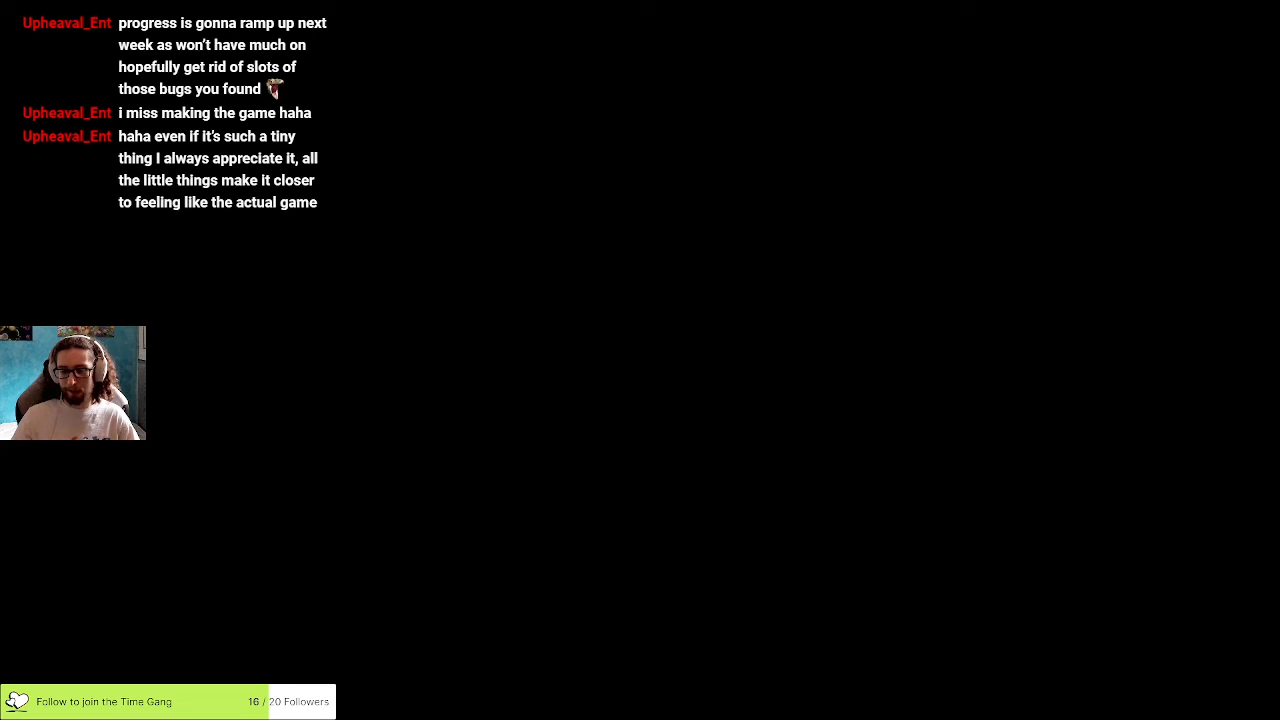 Upheaval_Ent progress is gonna ramp up next
week as won't have much on
hopefully get rid of slots of
those bugs you found
Upheaval_Ent i miss making the game haha
Upheaval_Ent haha even if it's such a tiny
thing I always appreciate it, all
the little things make it closer
to feeling like the actual game
Follow to join the Time Gang 16 / 20 Followers